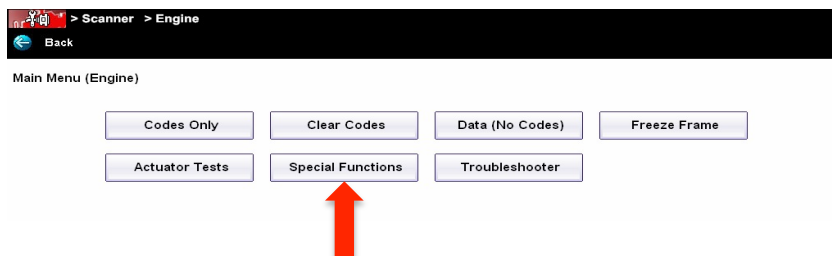 > Scanner > Engine
Back
Main Menu (Engine)
Codes Only Clear Codes Data (No Codes) Freeze Frame
Actuator Tests Special Functions Troubleshooter